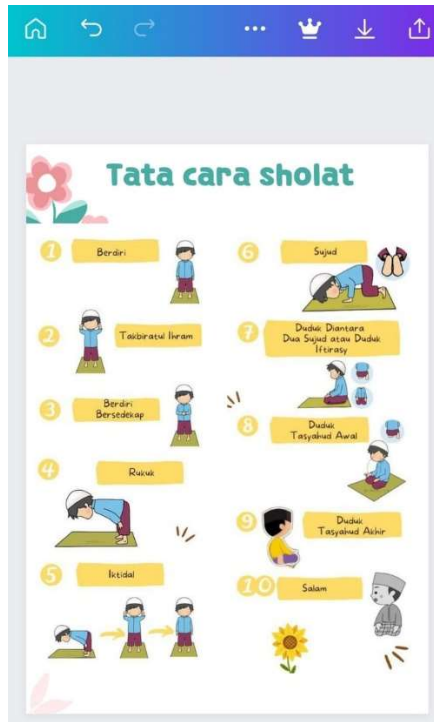 Tata cara sholat
1 Berdiri
2 Takbiratul Ihram
3 Berdiri
Bersedekap
4 Rukuk
5 Iktidal
6 Sujud
7 Duduk Diantara
Dua Sujud atau Duduk
Iftirasy
8 Duduk
Tasyahud Awal
9 Duduk
Tasyahud Akhir
10 Salam